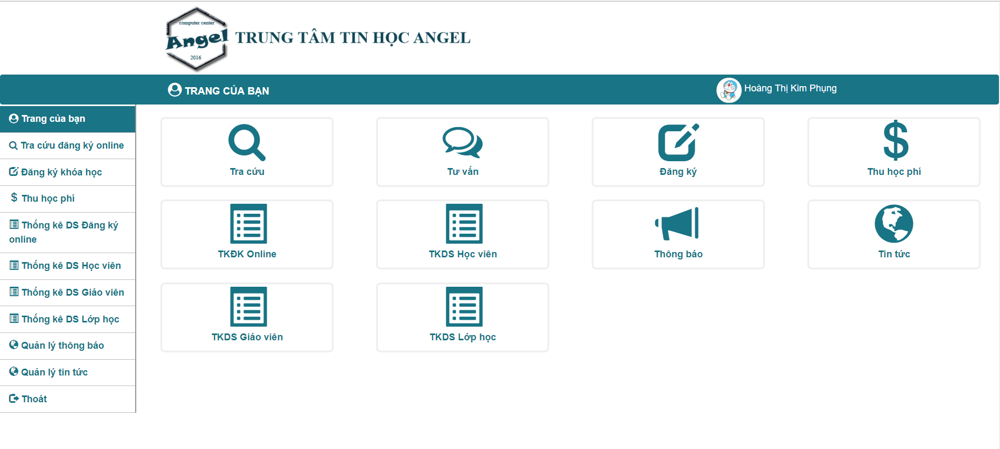 computer center
Angel
2016
TRUNG TÂM TIN HỌC ANGEL
TRANG CỦA BẠN
Hoàng Thị Kim Phụng
Trang của bạn
Tra cứu đăng ký online
Đăng ký khóa học
Thu học phí
Thống kê DS Đăng ký
online
Thống kê DS Học viên
Thống kê DS Giáo viên
Thống kê DS Lớp học
Quản lý thông báo
Quản lý tin tức
Thoát
Tra cứu
Tư vấn
Đăng ký
Thu học phí
TKĐK Online
TKDS Học viên
Thông báo
Tin tức
TKDS Giáo viên
TKDS Lớp học